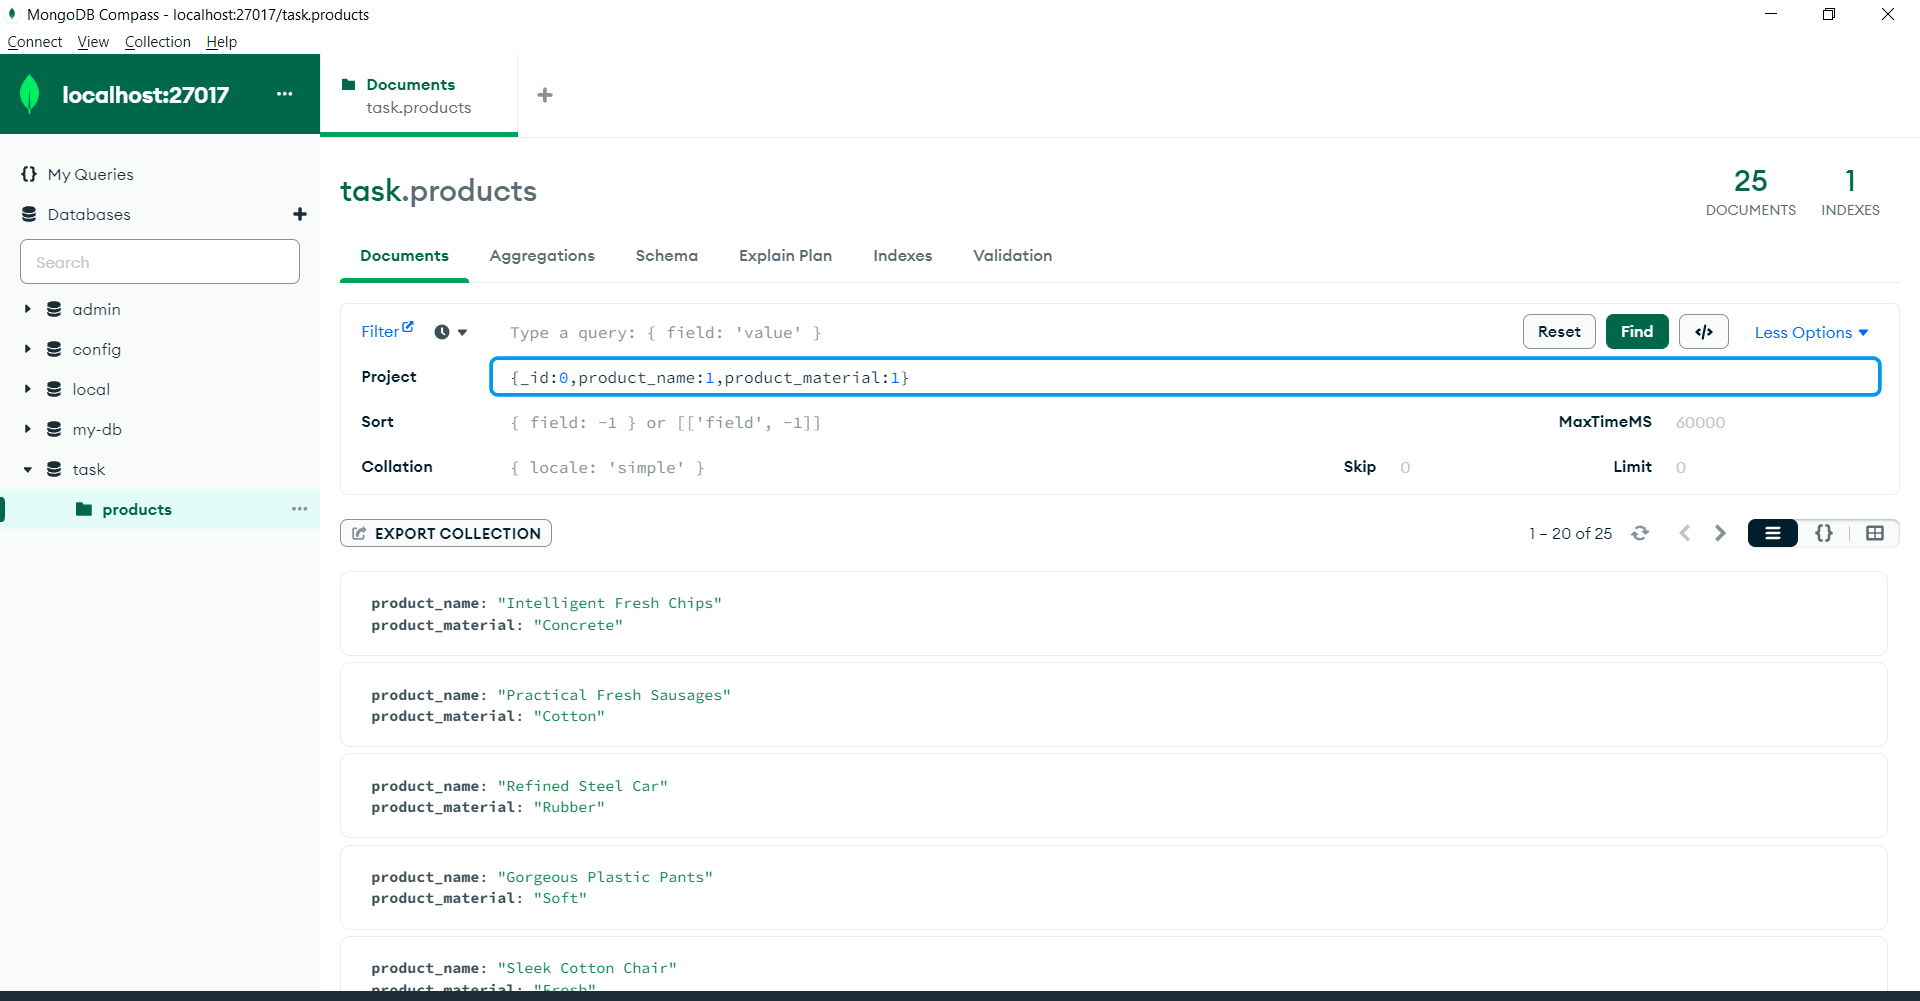 MongoDB Compass - localhost:27017/task.products
Connect View Collection Help
localhost:27017 ...
Documents
task.products
+
{} My Queries
Databases +
Search
admin
config
local
my-db
task
products ...
task.products
25
DOCUMENTS
1
INDEXES
Documents Aggregations Schema Explain Plan Indexes Validation
Filter Type a query: { field: 'value' } Reset Find </> Less Options
Project {_id:0,product_name:1,product_material:1}
Sort { field: -1 } or [['field', -1]] MaxTimeMS 60000
Collation { locale: 'simple' } Skip 0 Limit 0
EXPORT COLLECTION 1 – 20 of 25 {}
product_name: "Intelligent Fresh Chips"
product_material: "Concrete"
product_name: "Practical Fresh Sausages"
product_material: "Cotton"
product_name: "Refined Steel Car"
product_material: "Rubber"
product_name: "Gorgeous Plastic Pants"
product_material: "Soft"
product_name: "Sleek Cotton Chair"
product_material: "Fresh"